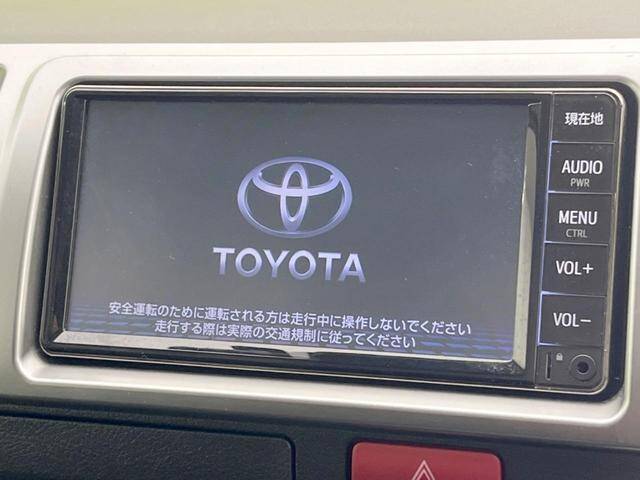 現在地
AUDIO
PWR
MENU
CTRL
VOL+
VOL-
TOYOTA
安全運転のために運転される方は走行中に操作しないでください
走行する際は実際の交通規制に従ってください